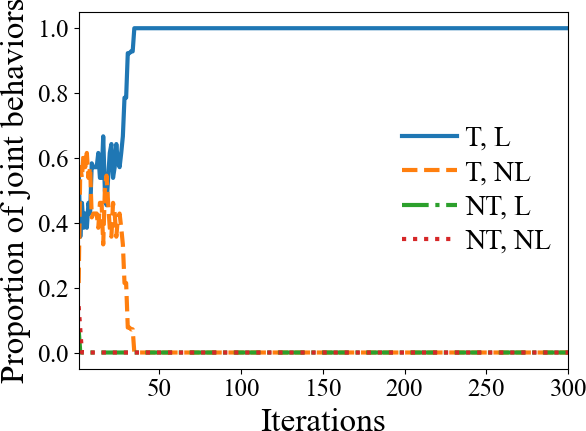 Proportion of joint behaviors
1.0
0.8
0.6
0.4
0.2
0.0
T, L
T, NL
NT, L
NT, NL
50 100 150 200 250 300
Iterations